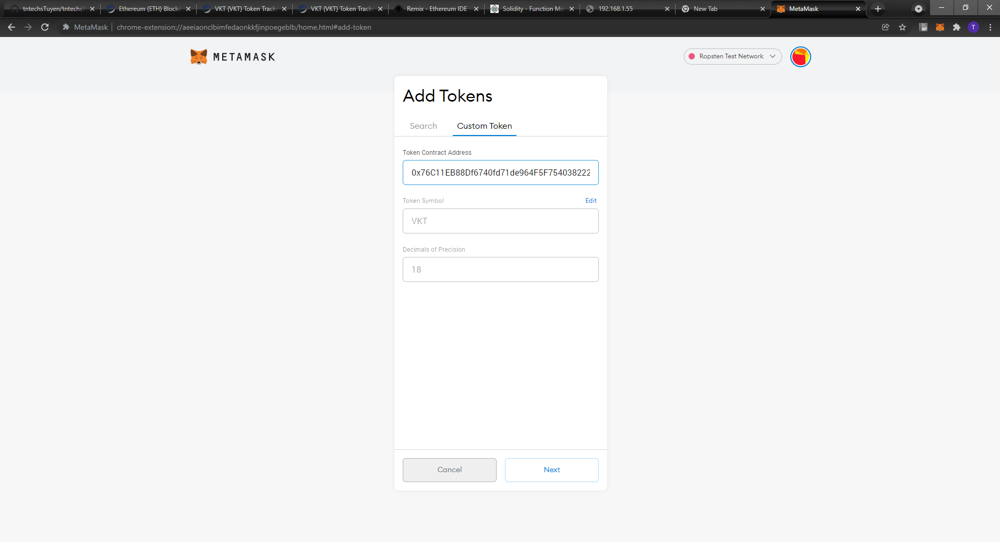 tntechsTuyen/tntechsT
Ethereum (ETH) Blockc
VKT (VKT) Token Track
VKT (VKT) Token Track
Remix - Ethereum IDE
Solidity - Function Mo
192.168.1.55
New Tab
MetaMask
MetaMask
chrome-extension://aeeiaonclbimfedaonkkfjinpoegeblb/home.html#add-token
RP
T
METAMASK
Ropsten Test Network
Add Tokens
Search
Custom Token
Token Contract Address
0x76C11EB88Df6740fd71de964F5F754038222
Token Symbol
Edit
VKT
Decimals of Precision
18
Cancel
Next